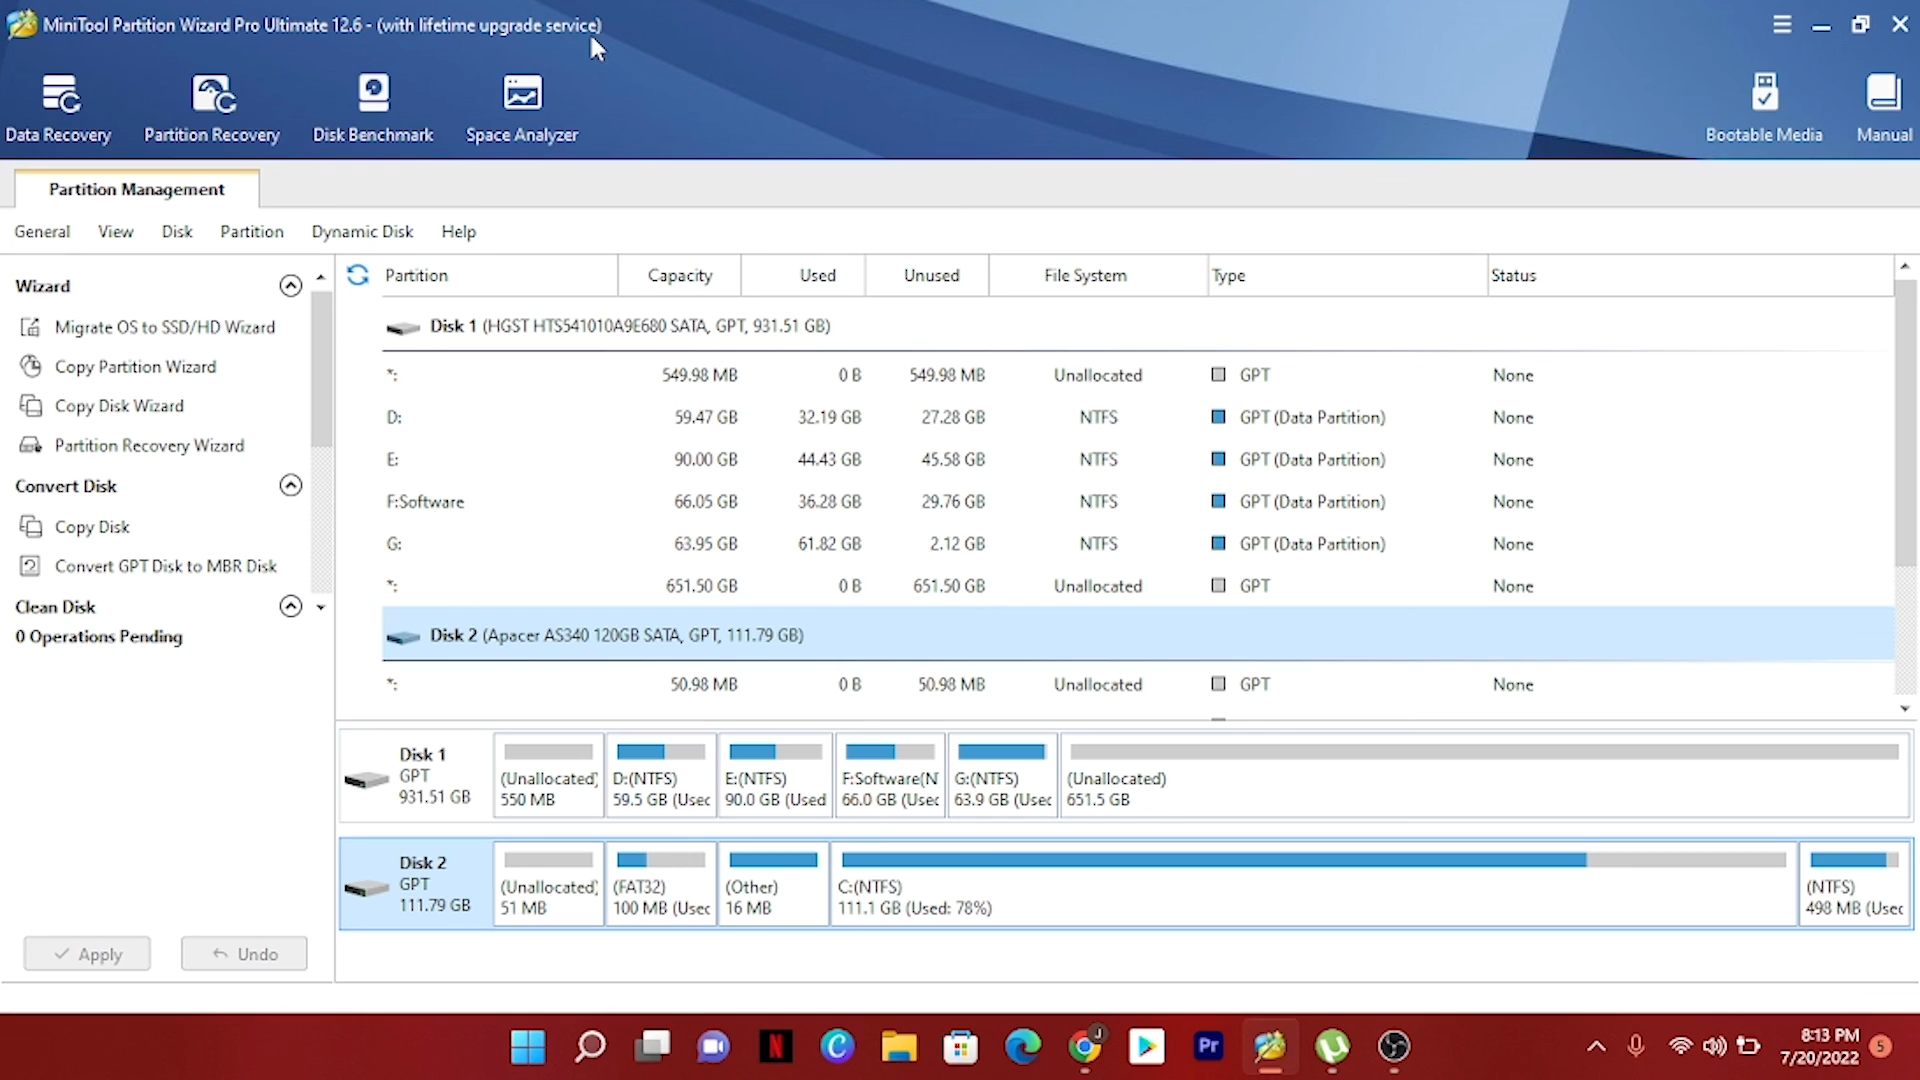 MiniTool Partition Wizard Pro Ultimate 12.6 - (with lifetime upgrade service)
Data Recovery
Partition Recovery
Disk Benchmark
Space Analyzer
Bootable Media
Manual
Partition Management
General View Disk Partition Dynamic Disk Help
Wizard
Migrate OS to SSD/HD Wizard
Copy Partition Wizard
Copy Disk Wizard
Partition Recovery Wizard
Convert Disk
Copy Disk
Convert GPT Disk to MBR Disk
Clean Disk
0 Operations Pending
Apply Undo
Partition Capacity Used Unused File System Type Status
Disk 1 (HGST HTS541010A9E680 SATA, GPT, 931.51 GB)
*: 549.98 MB 0 B 549.98 MB Unallocated GPT None
D: 59.47 GB 32.19 GB 27.28 GB NTFS GPT (Data Partition) None
E: 90.00 GB 44.43 GB 45.58 GB NTFS GPT (Data Partition) None
F:Software 66.05 GB 36.28 GB 29.76 GB NTFS GPT (Data Partition) None
G: 63.95 GB 61.82 GB 2.12 GB NTFS GPT (Data Partition) None
*: 651.50 GB 0 B 651.50 GB Unallocated GPT None
Disk 2 (Apacer AS340 120GB SATA, GPT, 111.79 GB)
*: 50.98 MB 0 B 50.98 MB Unallocated GPT None
Disk 1
GPT
931.51 GB
(Unallocated)
550 MB
D:(NTFS)
59.5 GB (Usec
E:(NTFS)
90.0 GB (Used
F:Software(N
66.0 GB (Usec
G:(NTFS)
63.9 GB (Usec
(Unallocated)
651.5 GB
Disk 2
GPT
111.79 GB
(Unallocated)
51 MB
(FAT32)
100 MB (Usec
(Other)
16 MB
C:(NTFS)
111.1 GB (Used: 78%)
(NTFS)
498 MB (Usec
N
C
J
Pr
8:13 PM
7/20/2022
5